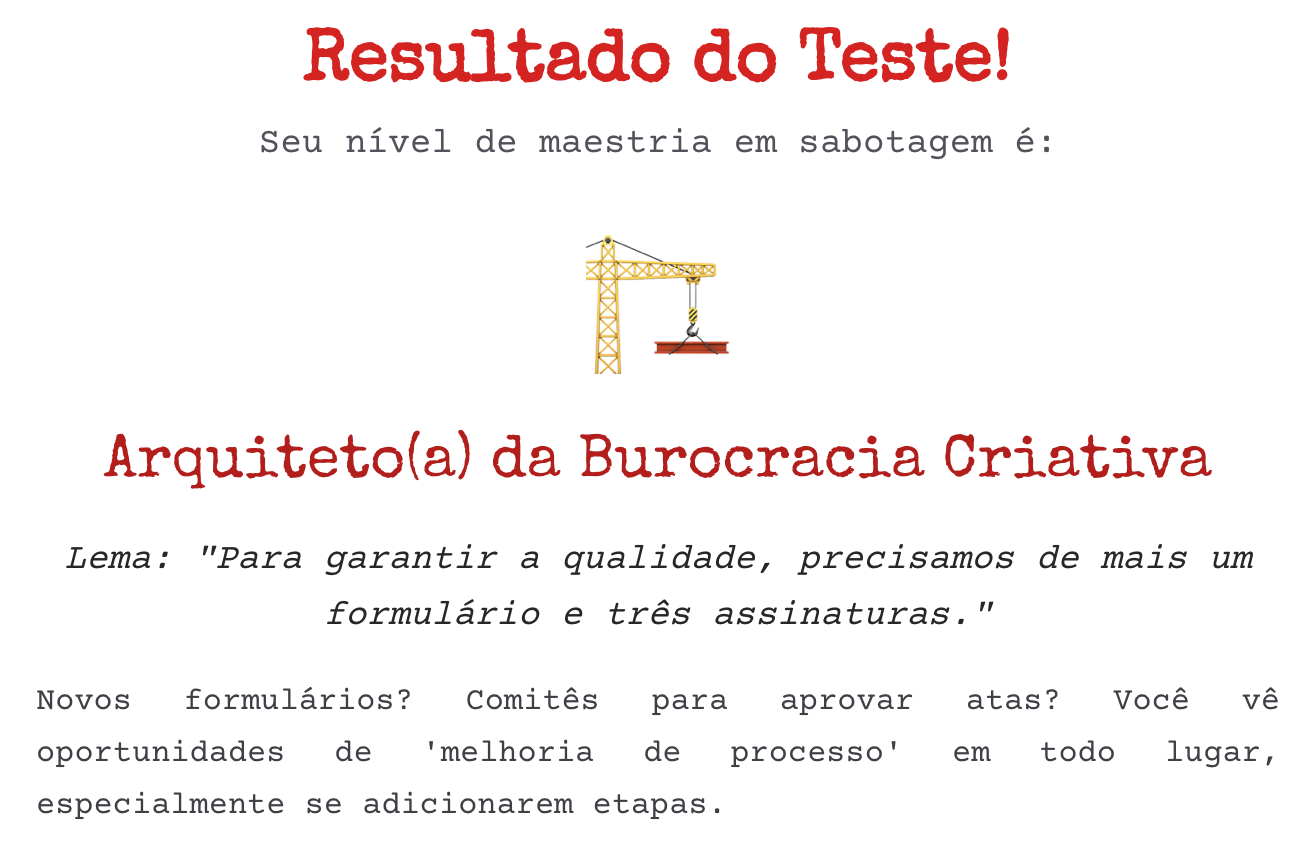 Resultado do Teste!
Seu nível de maestria em sabotagem é:
Arquiteto(a) da Burocracia Criativa
Lema: "Para garantir a qualidade, precisamos de mais um
formulário e três assinaturas."
Novos formulários? Comitês para aprovar atas? Você vê
oportunidades de 'melhoria de processo' em todo lugar,
especialmente se adicionarem etapas.